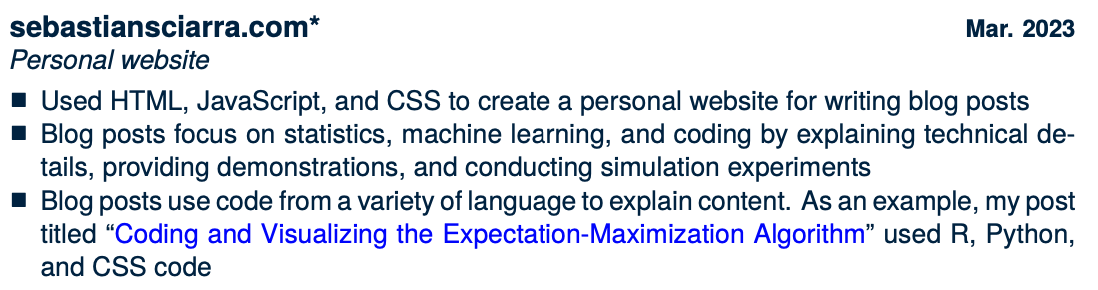 sebastiansciarra.com* Mar. 2023
Personal website
■ Used HTML, JavaScript, and CSS to create a personal website for writing blog posts
■ Blog posts focus on statistics, machine learning, and coding by explaining technical de-
tails, providing demonstrations, and conducting simulation experiments
■ Blog posts use code from a variety of language to explain content. As an example, my post
titled “Coding and Visualizing the Expectation-Maximization Algorithm” used R, Python,
and CSS code